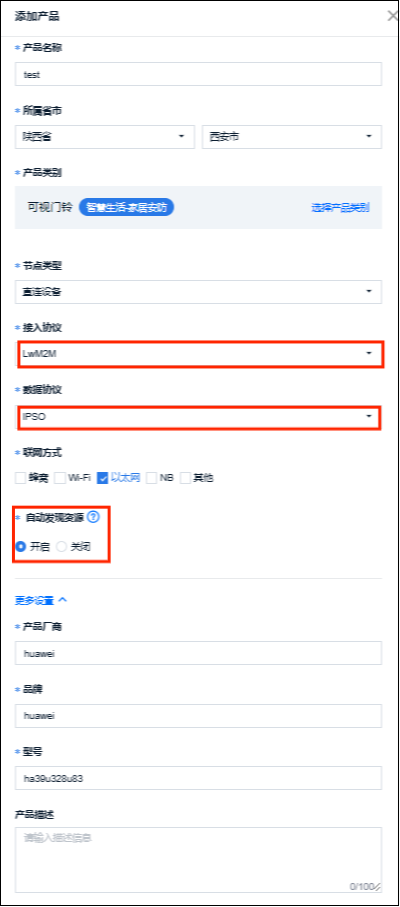 添加产品
* 产品名称
test
* 所属省市
陕西省 西安市
* 产品类别
可视门铃 智慧生活-家居安防 选择产品类别
* 节点类型
直连设备
* 接入协议
LwM2M
* 数据协议
IPSO
* 联网方式
蜂窝 Wi-Fi 以太网 NB 其他
* 自动发现资源 ?
开启 关闭
更多设置
* 产品厂商
huawei
* 品牌
huawei
* 型号
ha39u328u83
产品描述
请输入描述信息
0/100